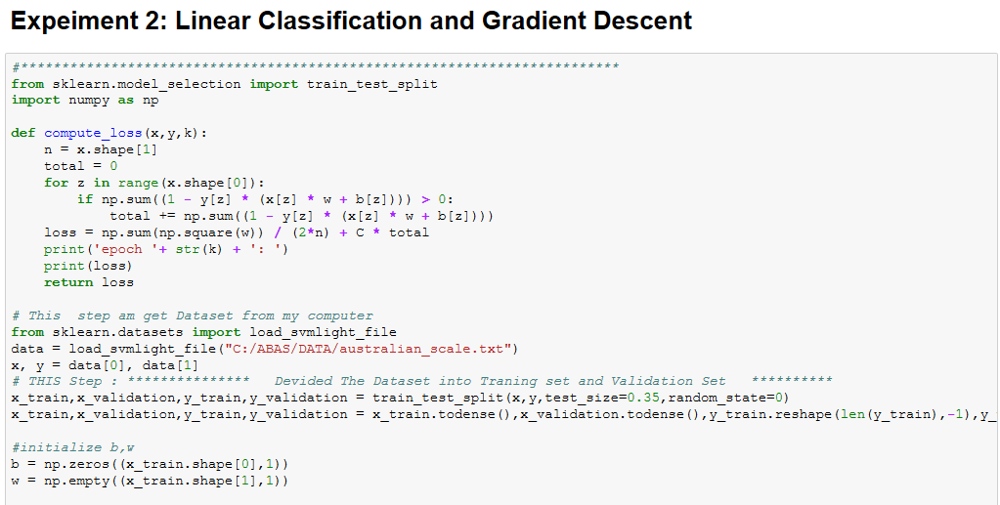 Expeiment 2: Linear Classification and Gradient Descent
#**************************************************************************
from sklearn.model_selection import train_test_split
import numpy as np
def compute_loss(x,y,k):
    n = x.shape[1]
    total = 0
    for z in range(x.shape[0]):
        if np.sum((1 - y[z] * (x[z] * w + b[z]))) > 0:
            total += np.sum((1 - y[z] * (x[z] * w + b[z])))
    loss = np.sum(np.square(w)) / (2*n) + C * total
    print('epoch '+ str(k) + ': ')
    print(loss)
    return loss
# This  step am get Dataset from my computer
from sklearn.datasets import load_svmlight_file
data = load_svmlight_file("C:/ABAS/DATA/australian_scale.txt")
x, y = data[0], data[1]
# THIS Step : ***************   Devided The Dataset into Traning set and Validation Set   **********
x_train,x_validation,y_train,y_validation = train_test_split(x,y,test_size=0.35,random_state=0)
x_train,x_validation,y_train,y_validation = x_train.todense(),x_validation.todense(),y_train.reshape(len(y_train),-1),y_
#initialize b,w
b = np.zeros((x_train.shape[0],1))
w = np.empty((x_train.shape[1],1))